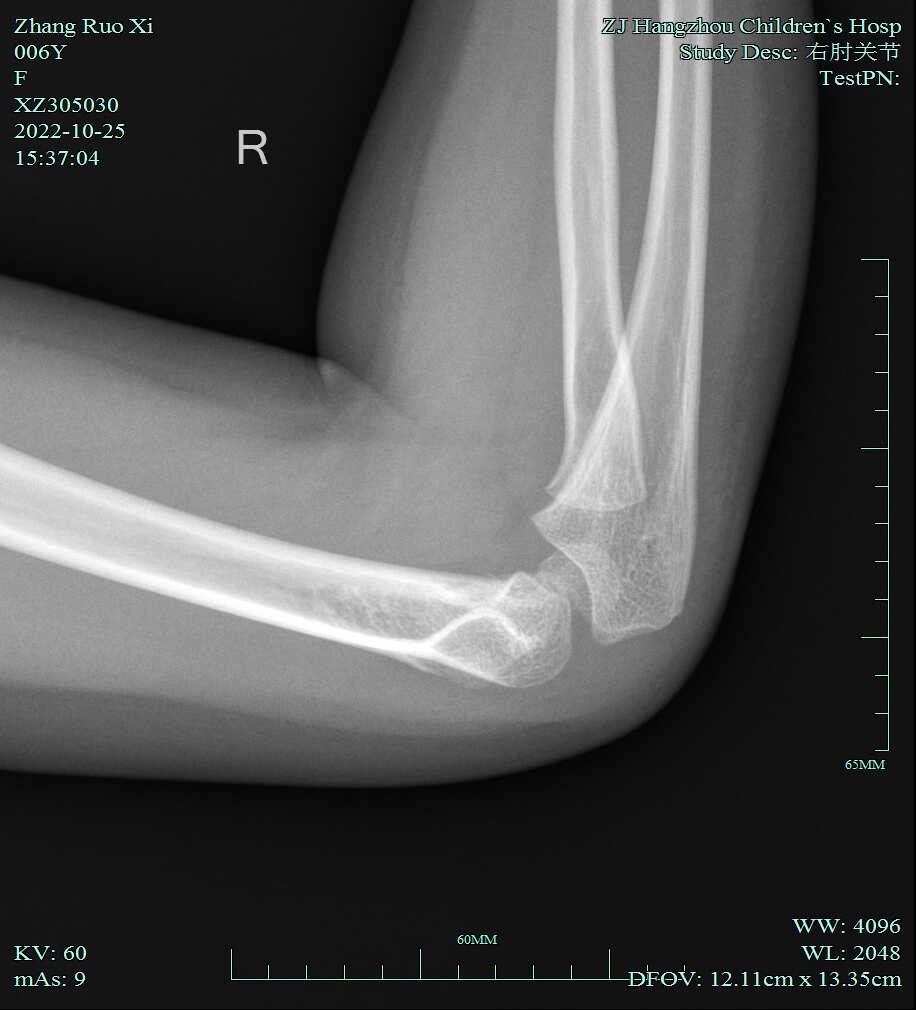 Zhang Ruo Xi
006Y
F
XZ305030
2022-10-25
15:37:04
ZJ Hangzhou Children`s Hosp
Study Desc: 右肘关节
TestPN:
R
65MM
60MM
KV: 60
mAs: 9
WW: 4096
WL: 2048
DFOV: 12.11cm x 13.35cm